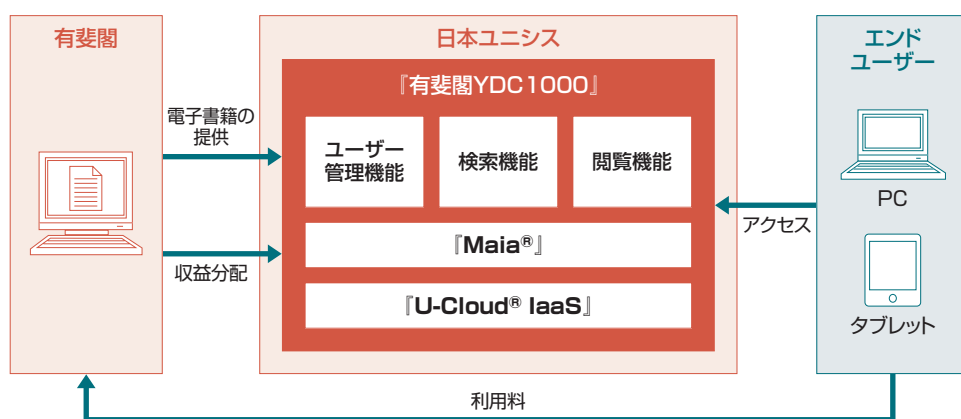 有斐閣
電子書籍の
提供
収益分配
日本ユニシス
『有斐閣YDC1000』
ユーザー
管理機能
検索機能
閲覧機能
『Maia®』
『U-Cloud® IaaS』
アクセス
エンド
ユーザー
PC
タブレット
利用料